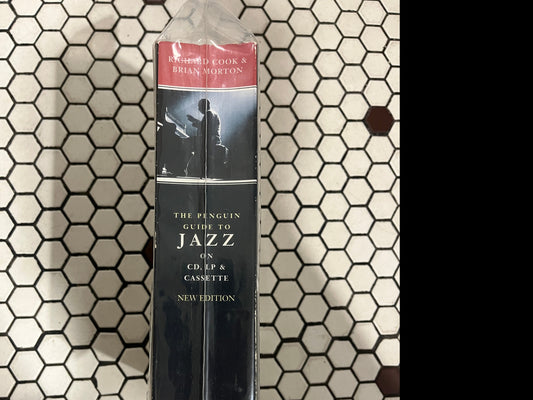 RICHARD COOK &
BRIAN MORTON
THE PENGUIN
GUIDE TO
JAZZ
ON
CD, LP &
CASSETTE
NEW EDITION